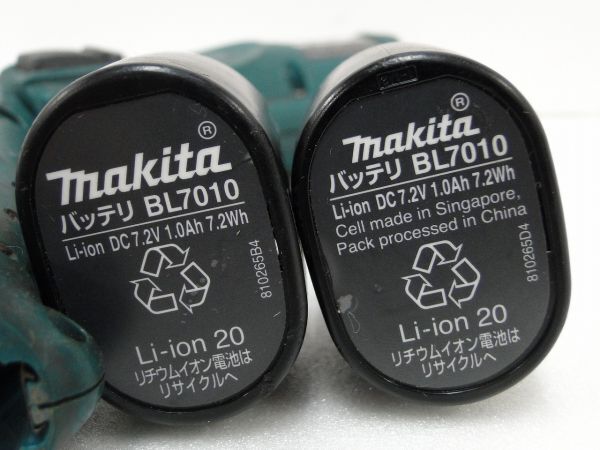 makita®
バッテリ BL7010
Li-ion DC7.2V 1.0Ah 7.2Wh
810265B4
Li-ion 20
リチウムイオン電池は
リサイクルへ
makita®
バッテリ BL7010
Li-ion DC7.2V 1.0Ah 7.2Wh
Cell made in Singapore,
Pack processed in China
810265D4
Li-ion 20
リチウムイオン電池は
リサイクルへ